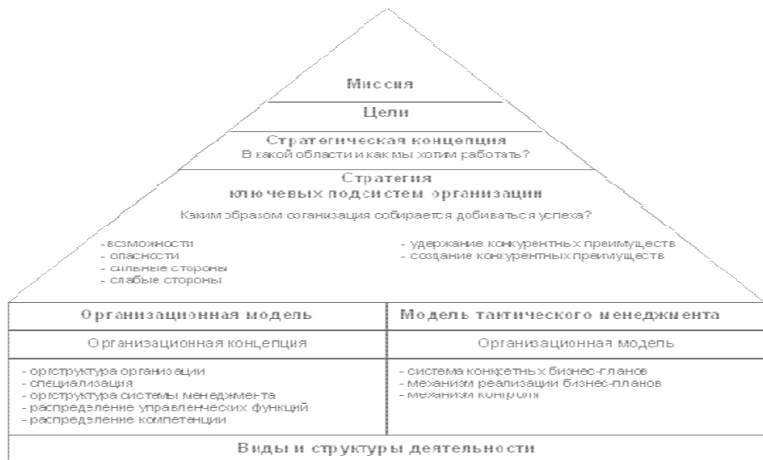 Миссия
Цели
Стратегическая концепция
В какой области и как мы хотим работать?
Стратегия
ключевых подсистем организации
Каким образом организация собирается добиваться успеха?
- возможности
- опасности
- сильные стороны
- слабые стороны
- удержание конкурентных преимуществ
- создание конкурентных преимуществ
Организационная модель
Модель тактического менеджмента
Организационная концепция
Организационная модель
- оргструктура организации
- специализация
- оргструктура системы менеджмента
- распределение управленческих функций
- распределение компетенции
- система конкретных бизнес-планов
- механизм реализации бизнес-планов
- механизм контроля
Виды и структуры деятельности